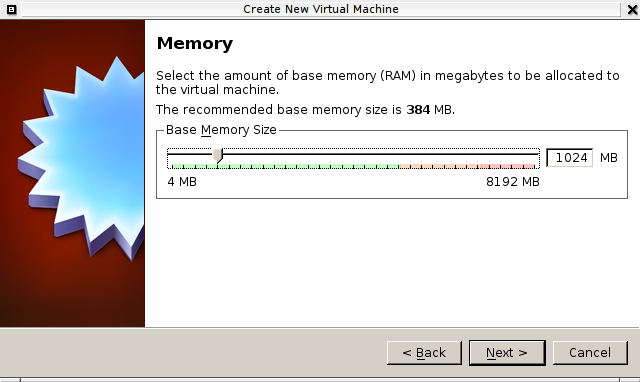 Create New Virtual Machine
Memory
Select the amount of base memory (RAM) in megabytes to be allocated to
the virtual machine.
The recommended base memory size is 384 MB.
Base Memory Size
1024 MB
4 MB 8192 MB
< Back Next > Cancel